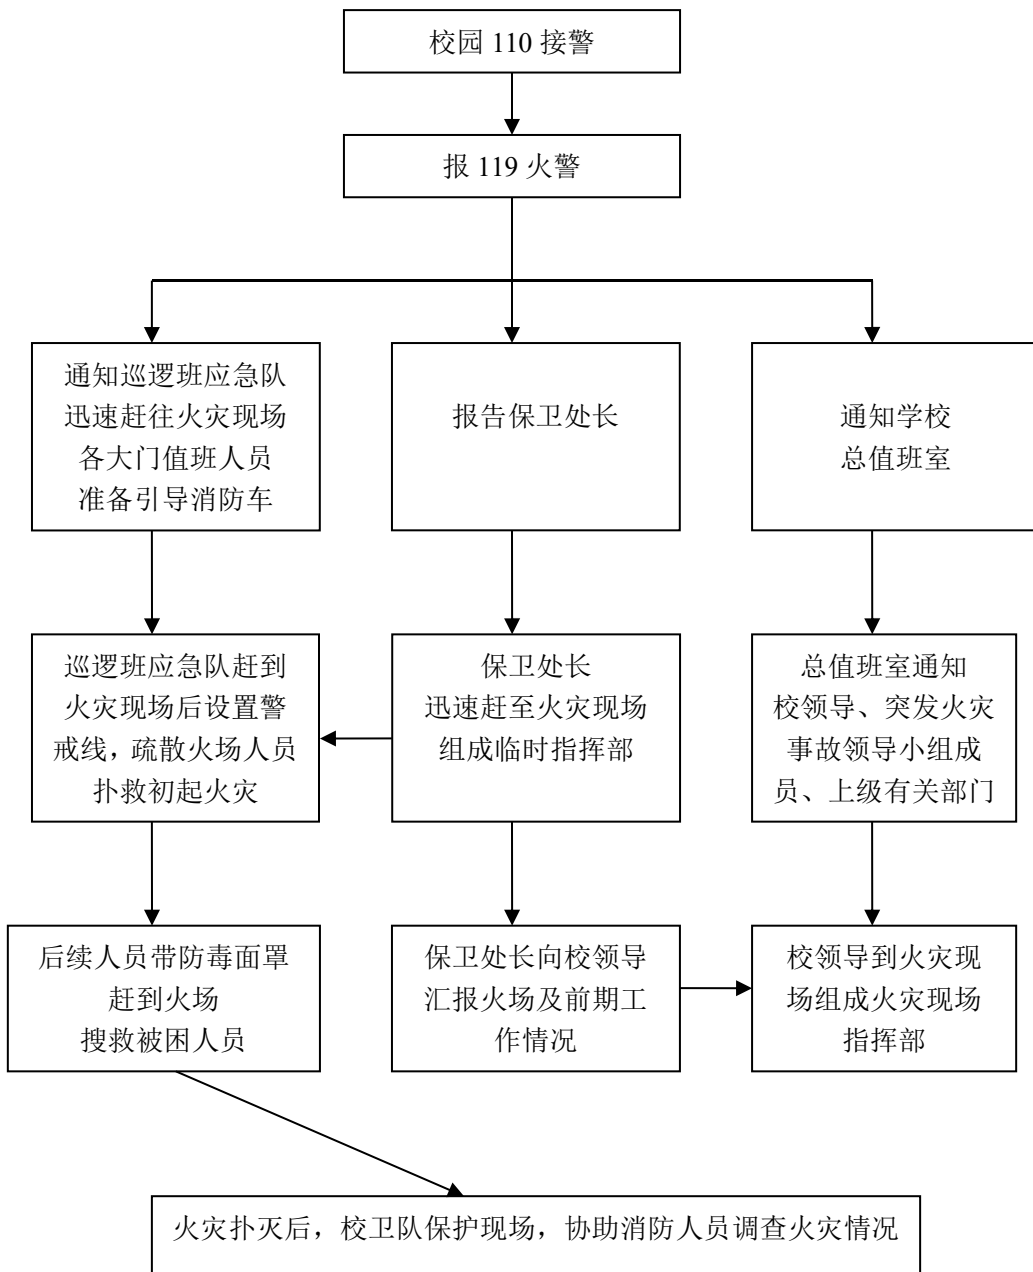 校园 110 接警
报 119 火警
通知巡逻班应急队
迅速赶往火灾现场
各大门值班人员
准备引导消防车
报告保卫处长
通知学校
总值班室
巡逻班应急队赶到
火灾现场后设置警
戒线，疏散火场人员
扑救初起火灾
保卫处长
迅速赶至火灾现场
组成临时指挥部
总值班室通知
校领导、突发火灾
事故领导小组成
员、上级有关部门
后续人员带防毒面罩
赶到火场
搜救被困人员
保卫处长向校领导
汇报火场及前期工
作情况
校领导到火灾现
场组成火灾现场
指挥部
火灾扑灭后，校卫队保护现场，协助消防人员调查火灾情况